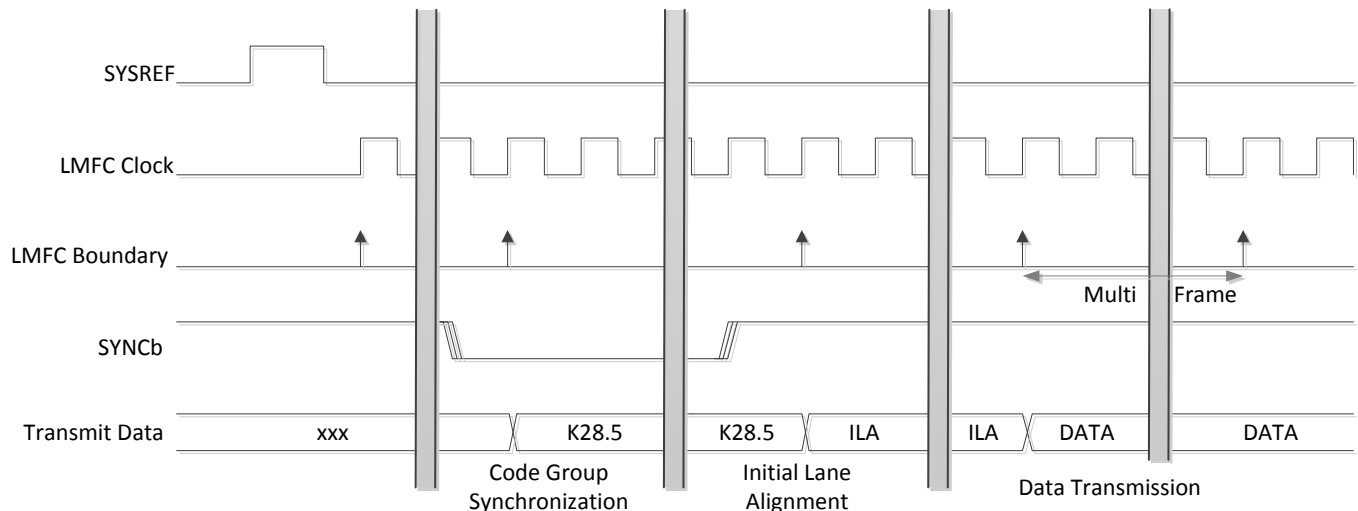 SYSREF
LMFC Clock
LMFC Boundary
Multi Frame
SYNCb
Transmit Data
xxx
K28.5
K28.5
ILA
ILA
DATA
DATA
Code Group
Synchronization
Initial Lane
Alignment
Data Transmission